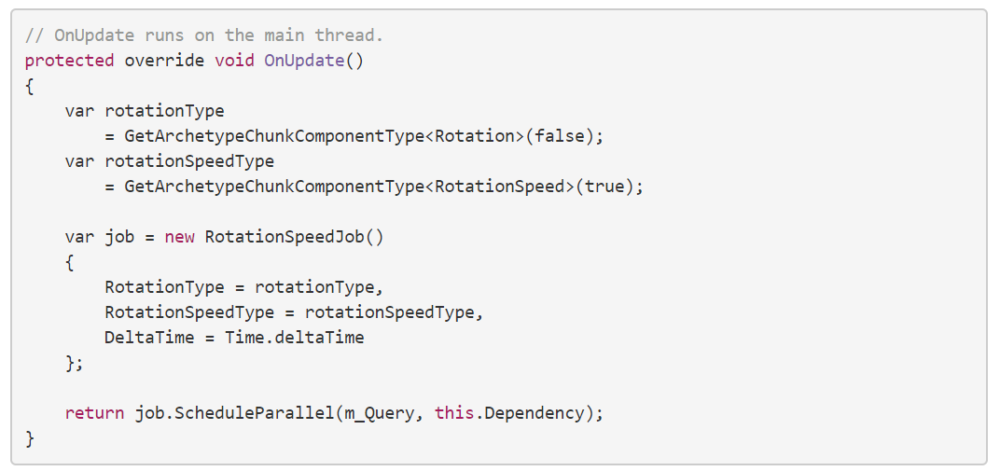 // OnUpdate runs on the main thread.
protected override void OnUpdate()
{
    var rotationType
        = GetArchetypeChunkComponentType<Rotation>(false);
    var rotationSpeedType
        = GetArchetypeChunkComponentType<RotationSpeed>(true);

    var job = new RotationSpeedJob()
    {
        RotationType = rotationType,
        RotationSpeedType = rotationSpeedType,
        DeltaTime = Time.deltaTime
    };

    return job.ScheduleParallel(m_Query, this.Dependency);
}